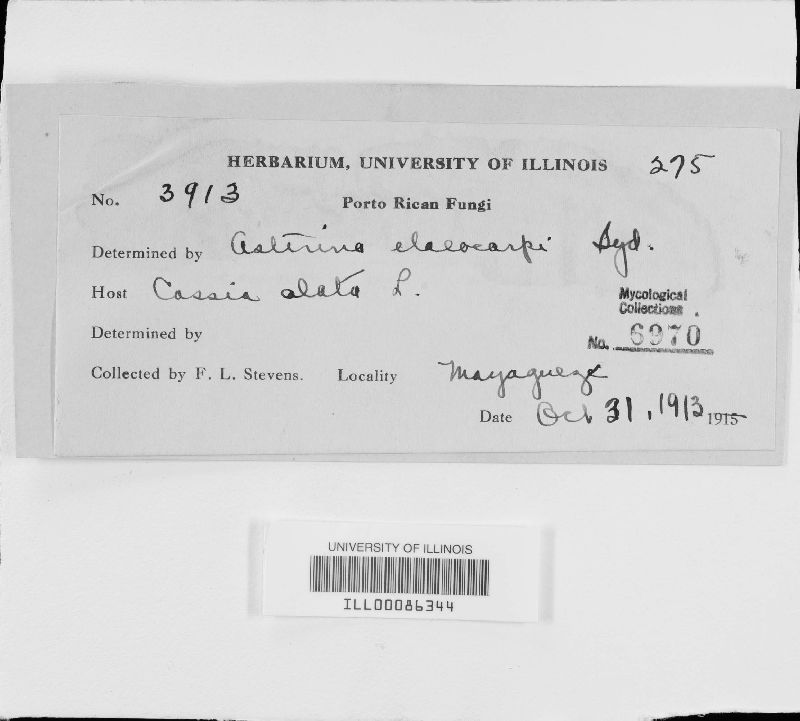 HERBARIUM, UNIVERSITY OF ILLINOIS 275
No. 3913 Porto Rican Fungi
Determined by Asterina elaeocarpi Syd.
Host Cassia alata L.
Mycological
Collections
Determined by
No. 6970
Collected by F. L. Stevens. Locality Mayaguez
Date Oct 31, 1913 1915
UNIVERSITY OF ILLINOIS
ILL00086344